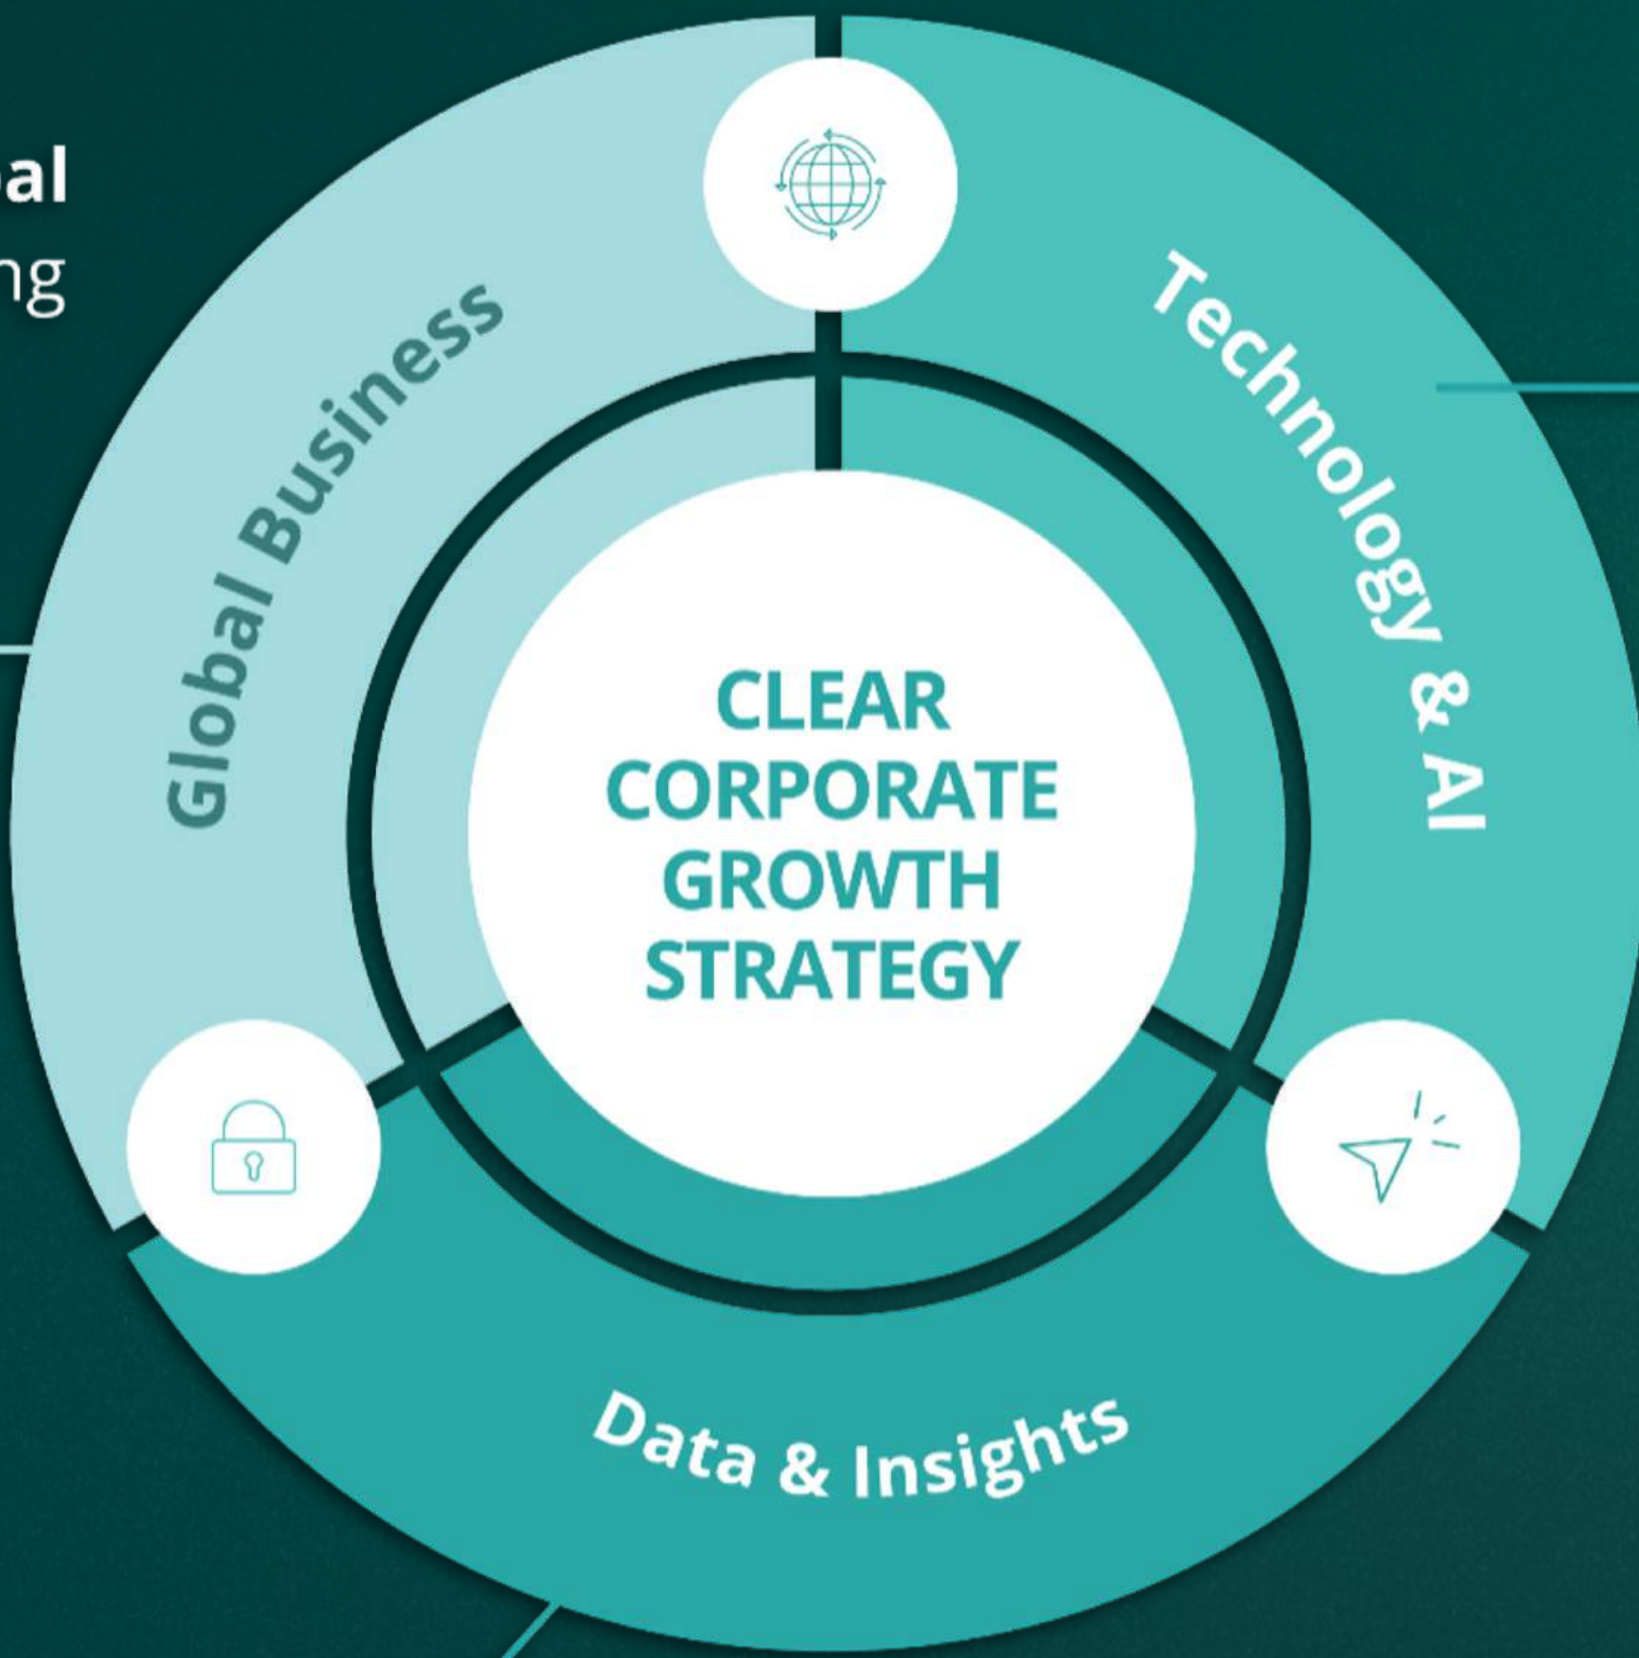 Global Business
Technology & AI
CLEAR
CORPORATE
GROWTH
STRATEGY
Data & Insights